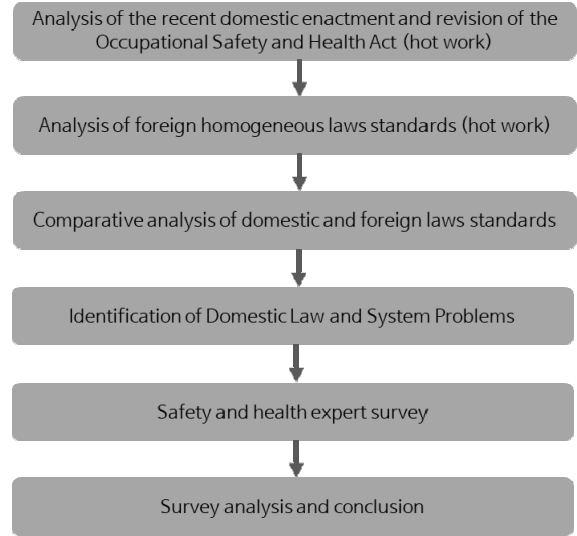 Analysis of the recent domestic enactment and revision of the
Occupational Safety and Health Act (hot work)
Analysis of foreign homogeneous laws standards (hot work)
Comparative analysis of domestic and foreign laws standards
Identification of Domestic Law and System Problems
Safety and health expert survey
Survey analysis and conclusion